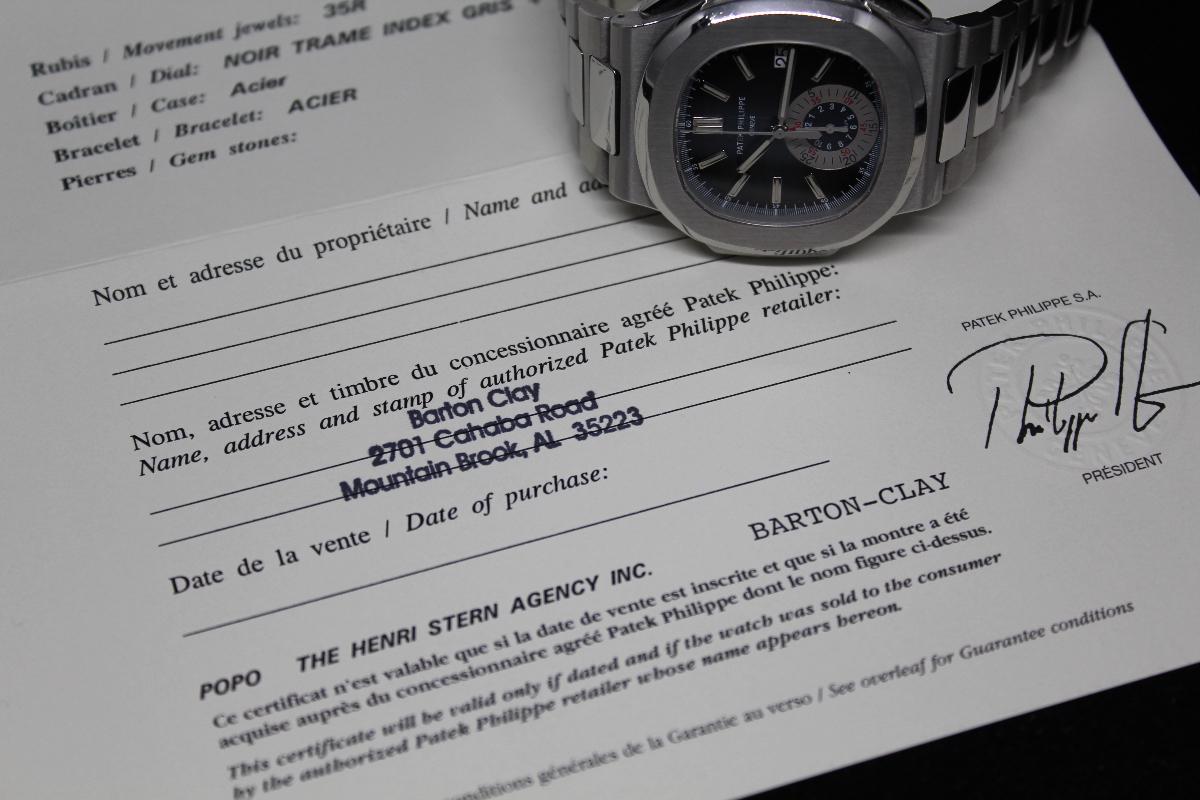 Rubis / Movement jewels: 35R
Cadran / Dial: NOIR TRAME INDEX GRIS
Boîtier / Case: Acier
Bracelet / Bracelet: ACIER
Pierres / Gem stones:
Nom et adresse du propriétaire / Name and
Nom, adresse et timbre du concessionnaire agréé Patek Philippe:
Name, address and stamp of authorized Patek Philippe retailer:
Barton Clay
2701 Cahaba Road
Mountain Brook, AL 35223
Date de la vente / Date of purchase:
PATEK PHILIPPE S.A.
PRÉSIDENT
BARTON-CLAY
POPO THE HENRI STERN AGENCY INC.
Ce certificat n'est valable que si la date de vente est inscrite et que si la montre a été
acquise auprès du concessionnaire agréé Patek Philippe dont le nom figure ci-dessus.
This certificate will be valid only if dated and if the watch was sold to the consumer
by the authorized Patek Philippe retailer whose name appears hereon.
conditions générales de la Garantie au verso / See overleaf for Guarantee conditions
PATEK PHILIPPE
GENEVE
25